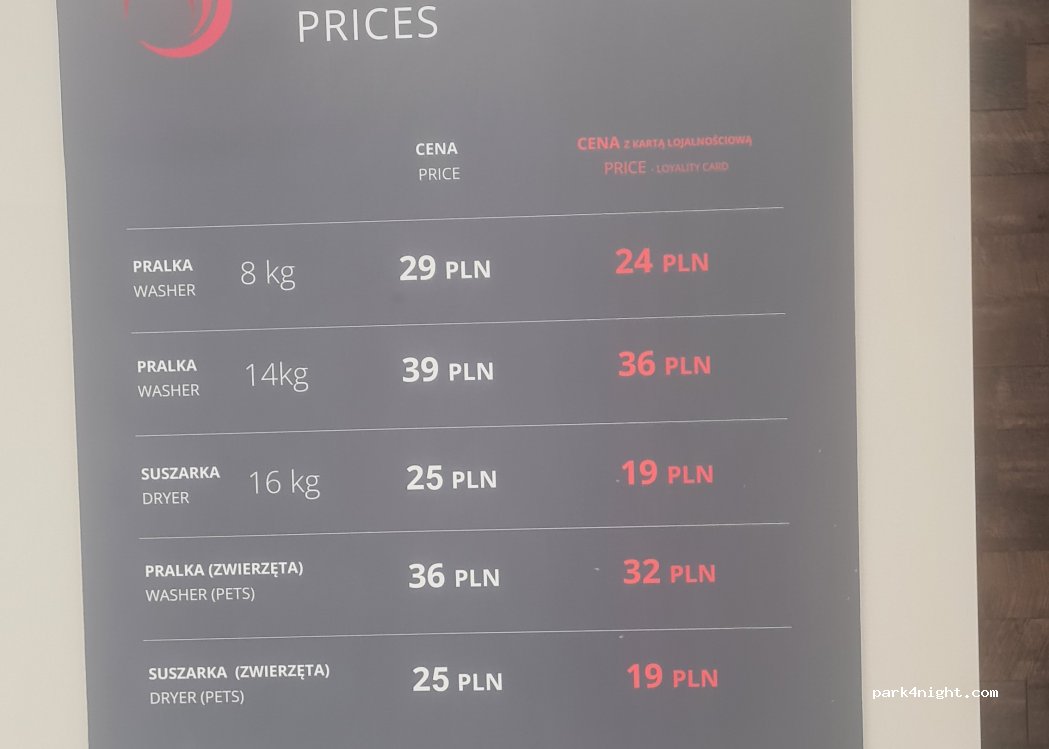 PRICES
CENA CENA Z KARTĄ LOJALNOŚCIOWĄ
PRICE PRICE - LOYALITY CARD
PRALKA 8 kg 29 PLN 24 PLN
WASHER
PRALKA 14kg 39 PLN 36 PLN
WASHER
SUSZARKA 16 kg 25 PLN 19 PLN
DRYER
PRALKA (ZWIERZĘTA) 36 PLN 32 PLN
WASHER (PETS)
SUSZARKA (ZWIERZĘTA) 25 PLN 19 PLN
DRYER (PETS)
park4night.com